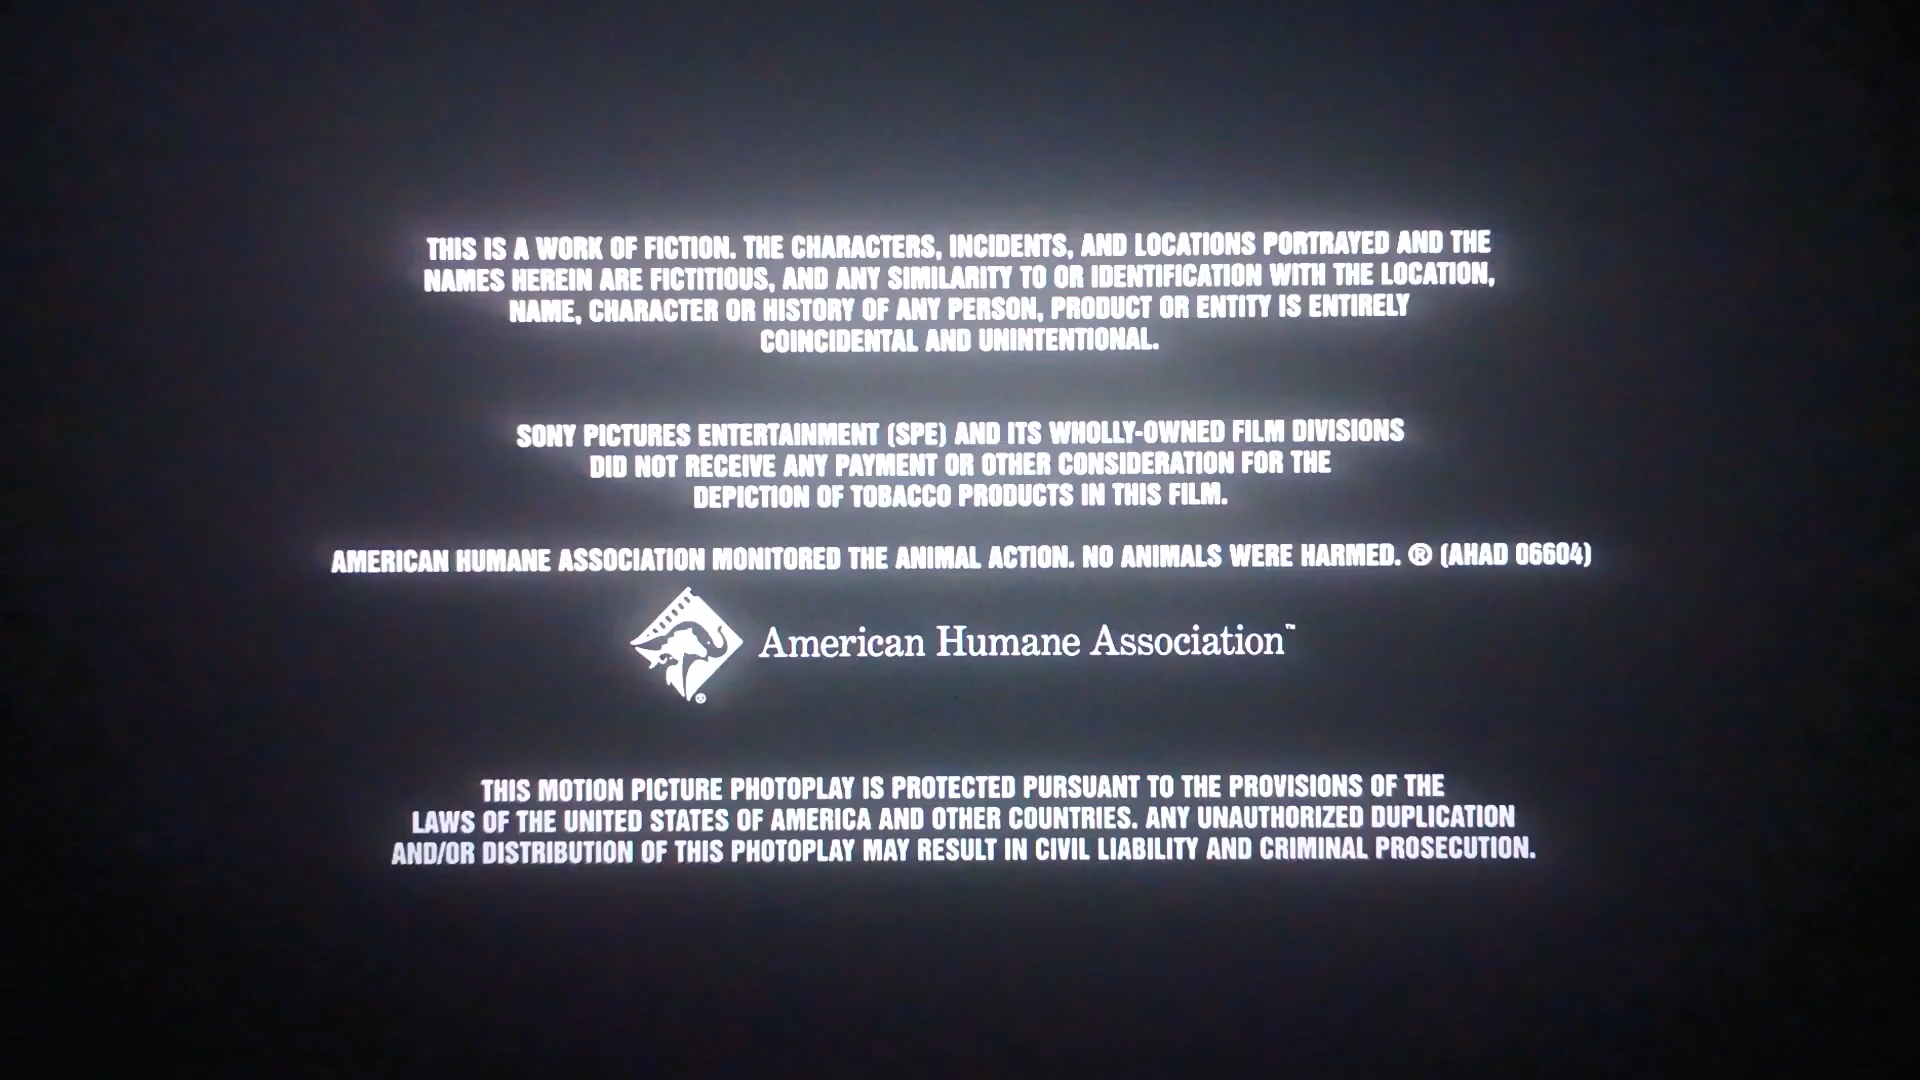 THIS IS A WORK OF FICTION. THE CHARACTERS, INCIDENTS, AND LOCATIONS PORTRAYED AND THE
NAMES HEREIN ARE FICTITIOUS, AND ANY SIMILARITY TO OR IDENTIFICATION WITH THE LOCATION,
NAME, CHARACTER OR HISTORY OF ANY PERSON, PRODUCT OR ENTITY IS ENTIRELY
COINCIDENTAL AND UNINTENTIONAL.
SONY PICTURES ENTERTAINMENT (SPE) AND ITS WHOLLY-OWNED FILM DIVISIONS
DID NOT RECEIVE ANY PAYMENT OR OTHER CONSIDERATION FOR THE
DEPICTION OF TOBACCO PRODUCTS IN THIS FILM.
AMERICAN HUMANE ASSOCIATION MONITORED THE ANIMAL ACTION. NO ANIMALS WERE HARMED. ® (AHAD 06604)
American Humane Association™
®
THIS MOTION PICTURE PHOTOPLAY IS PROTECTED PURSUANT TO THE PROVISIONS OF THE
LAWS OF THE UNITED STATES OF AMERICA AND OTHER COUNTRIES. ANY UNAUTHORIZED DUPLICATION
AND/OR DISTRIBUTION OF THIS PHOTOPLAY MAY RESULT IN CIVIL LIABILITY AND CRIMINAL PROSECUTION.